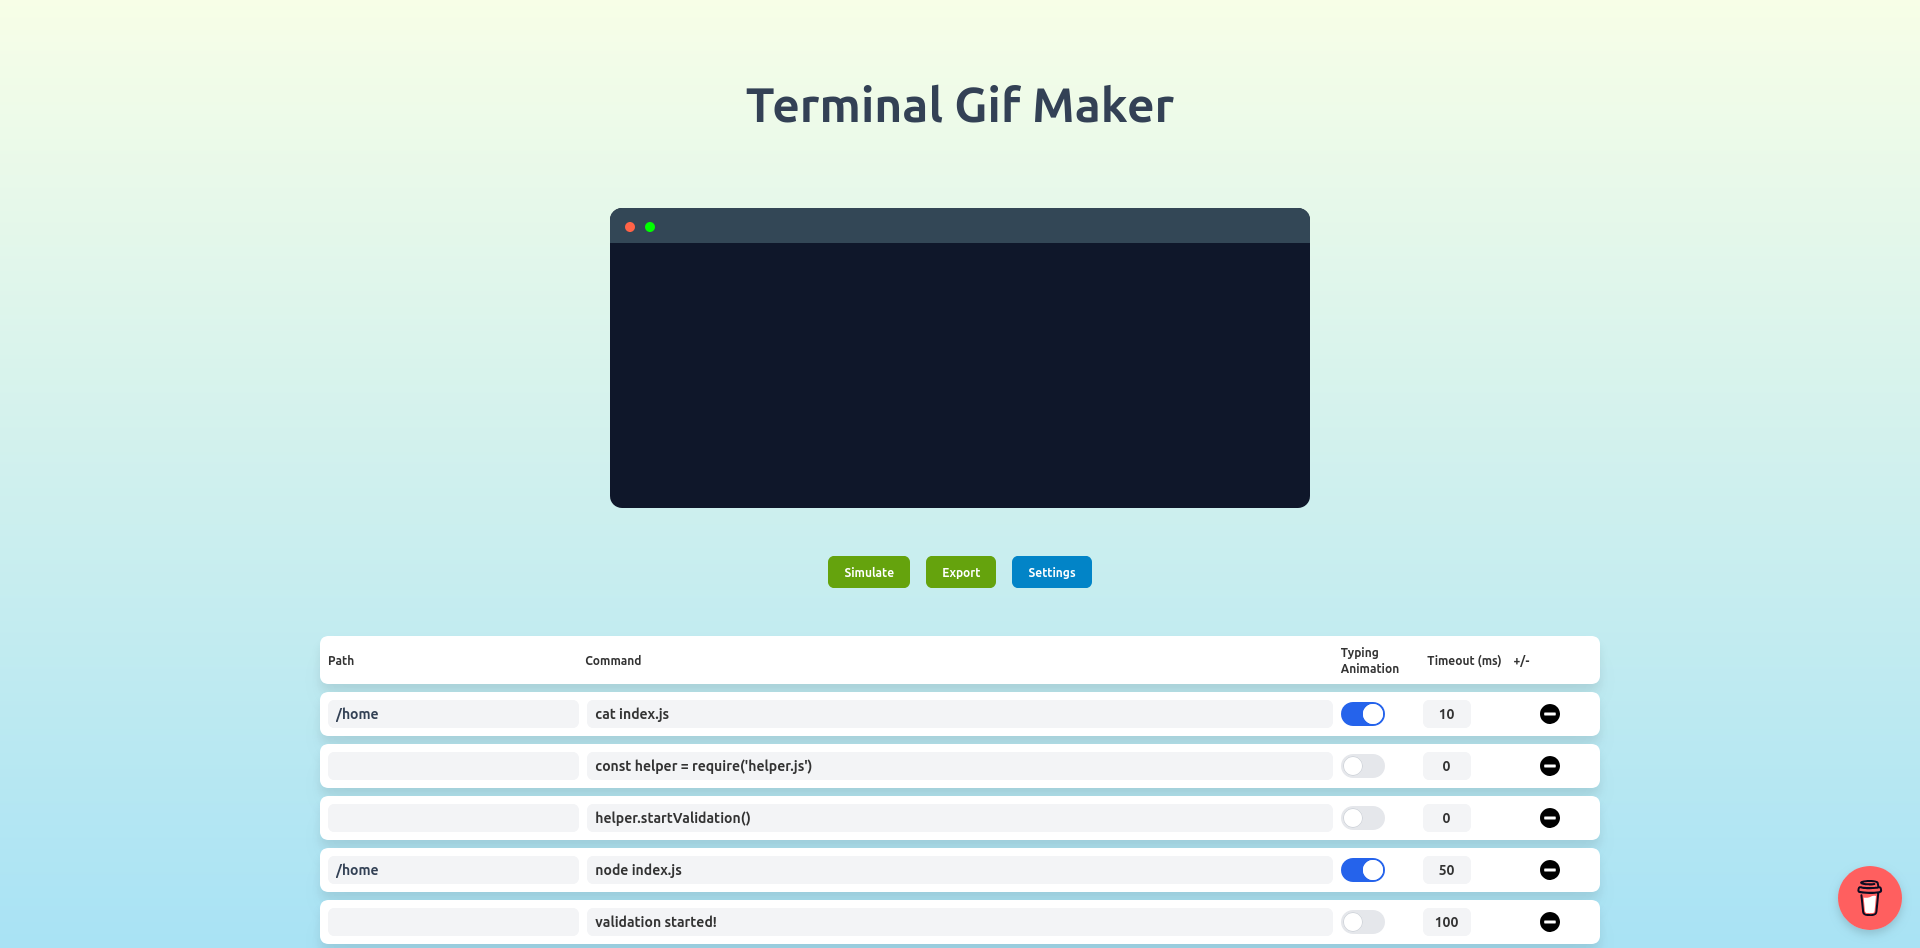 Terminal Gif Maker
Simulate Export Settings
Path Command Typing Animation Timeout (ms) +/-
/home cat index.js 10
const helper = require('helper.js') 0
helper.startValidation() 0
/home node index.js 50
validation started! 100